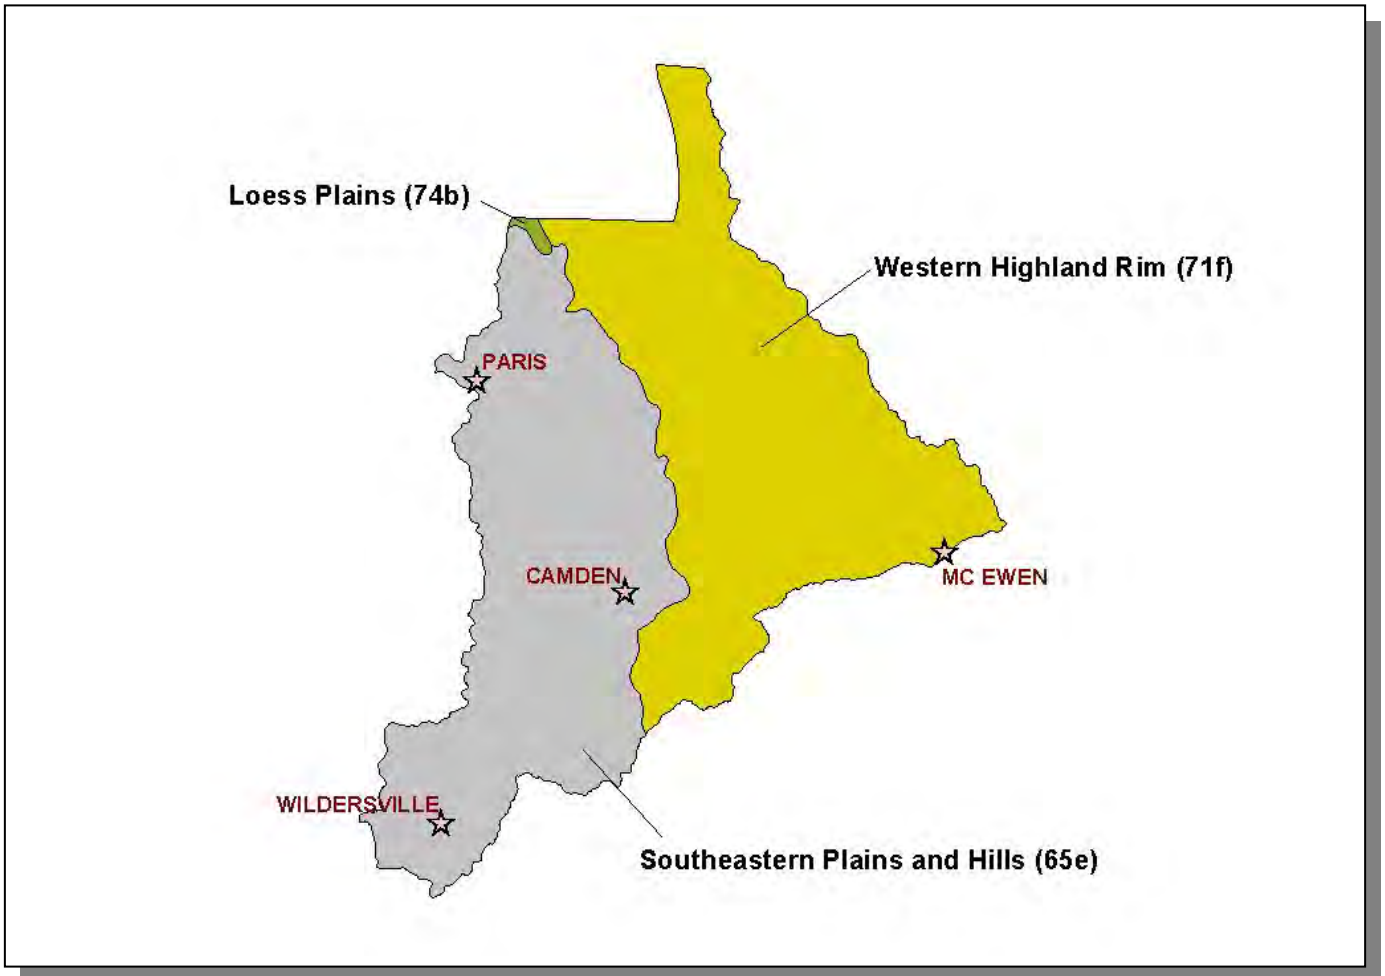 Loess Plains (74b)
Western Highland Rim (71f)
PARIS
CAMDEN
MC EWEN
WILDERSVILLE
Southeastern Plains and Hills (65e)